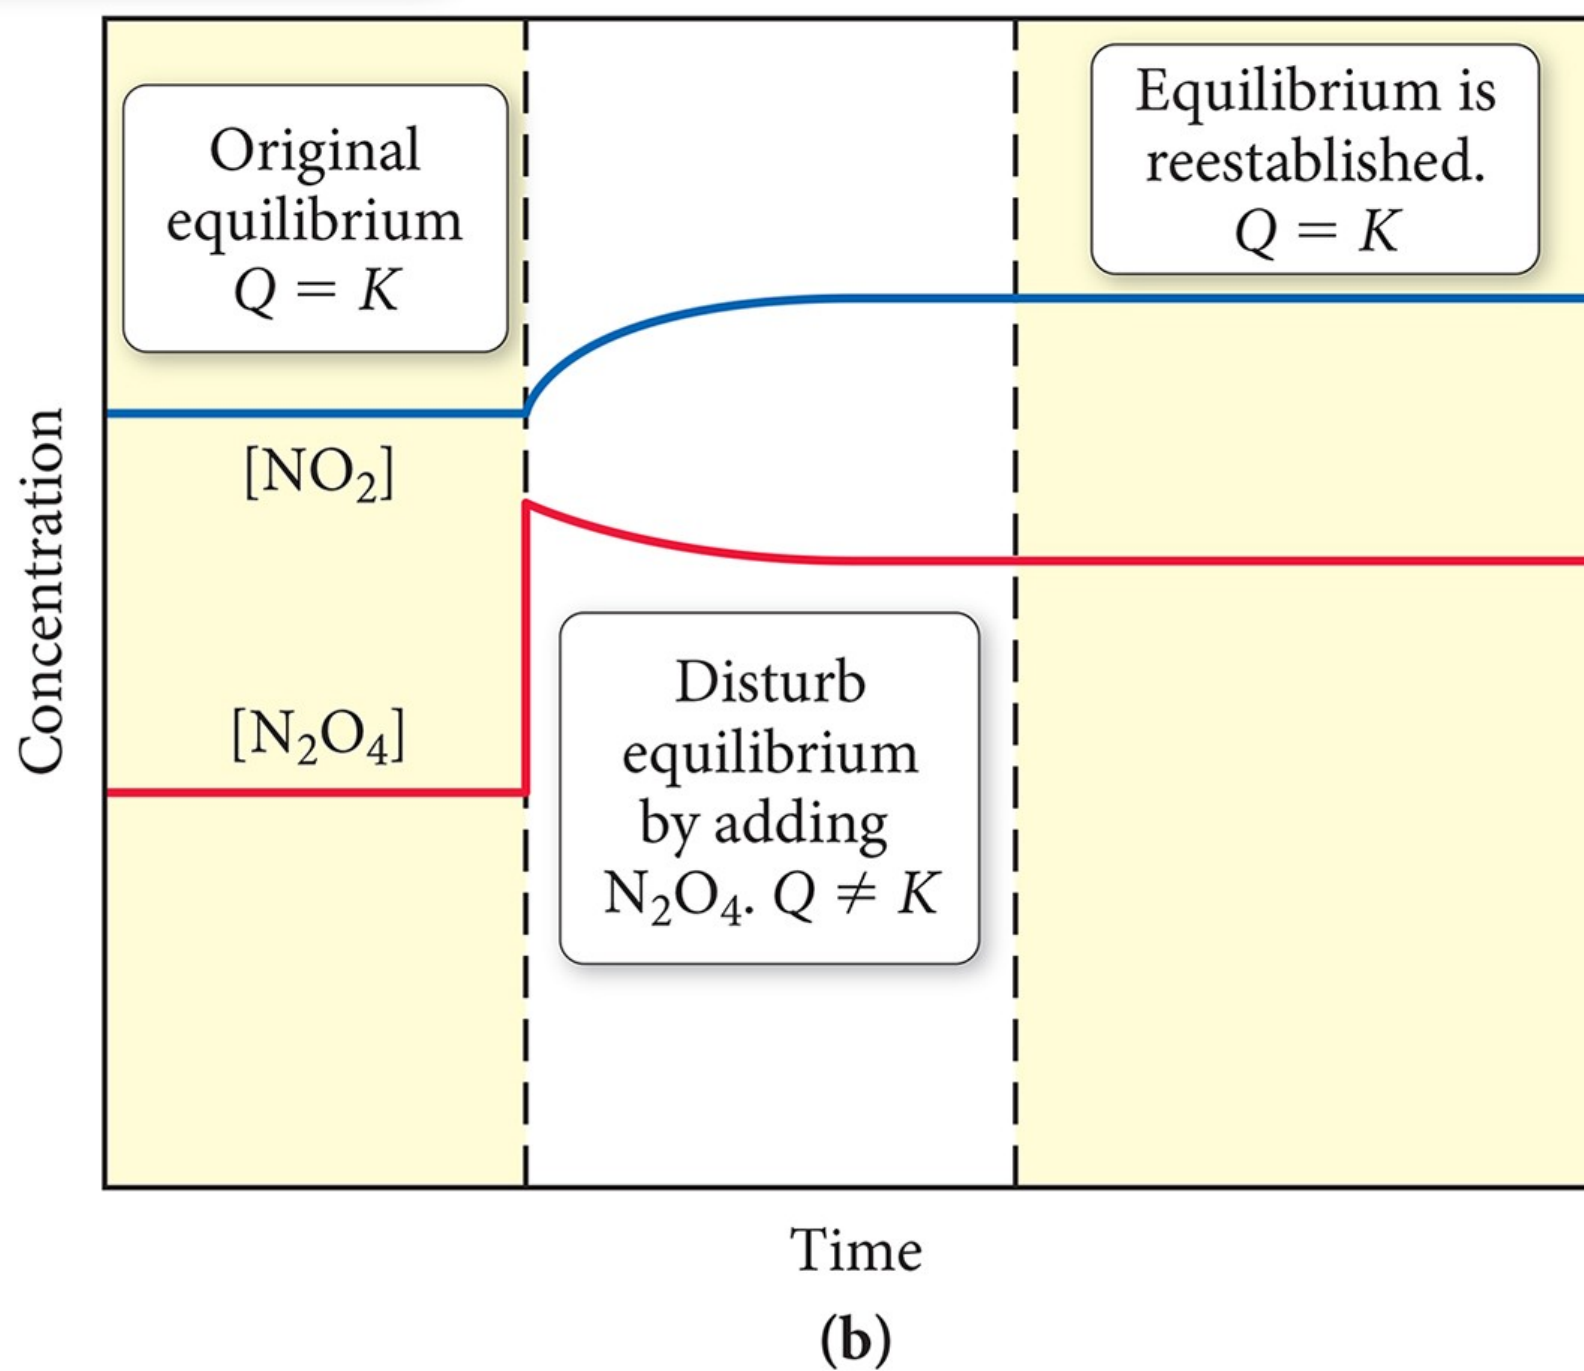 Original
equilibrium
Q = K
Equilibrium is
reestablished.
Q = K
[NO₂]
[N₂O₄]
Disturb
equilibrium
by adding
N₂O₄. Q ≠ K
Concentration
Time
(b)